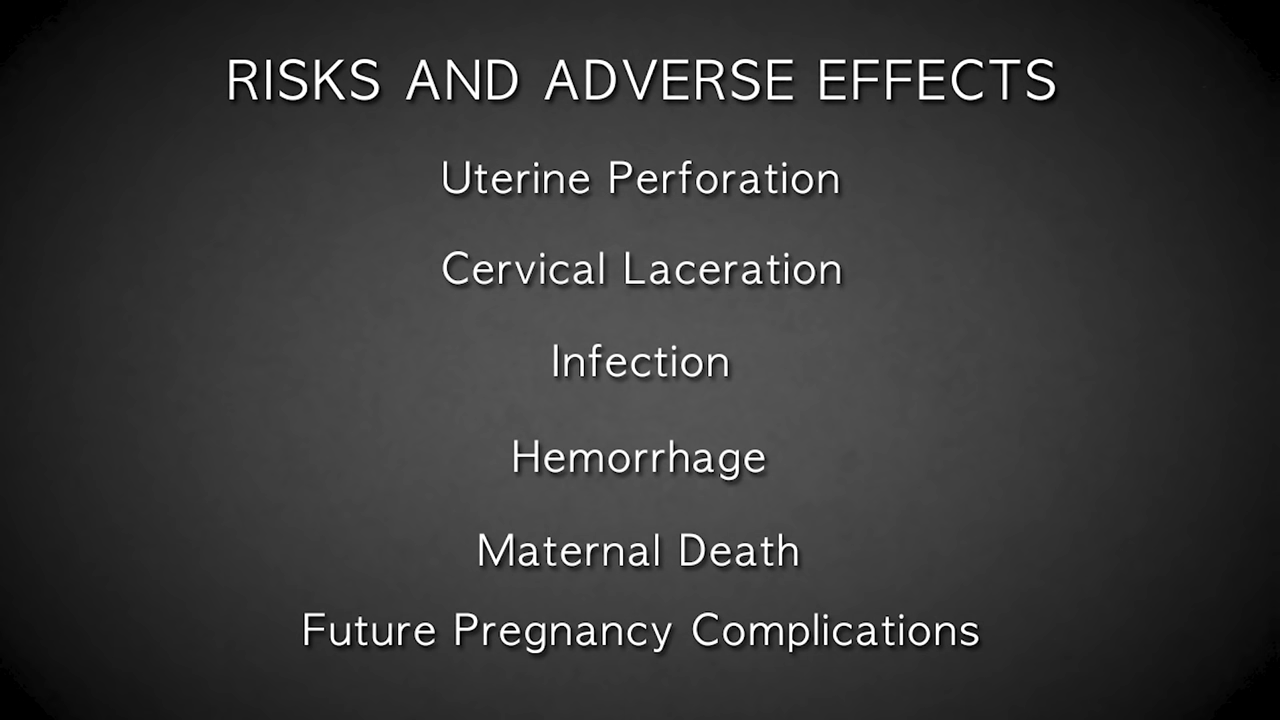 RISKS AND ADVERSE EFFECTS
Uterine Perforation
Cervical Laceration
Infection
Hemorrhage
Maternal Death
Future Pregnancy Complications